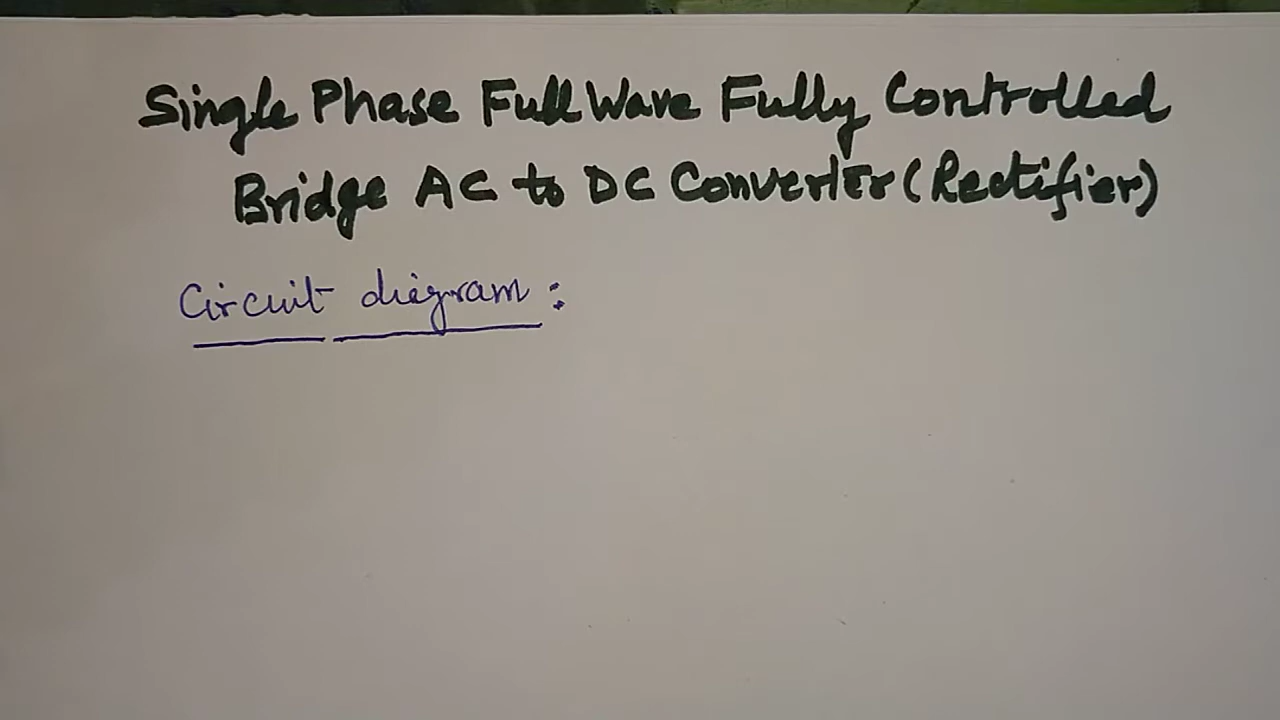 Single Phase Full Wave Fully Controlled
Bridge AC to DC Converter (Rectifier)
Circuit diagram :